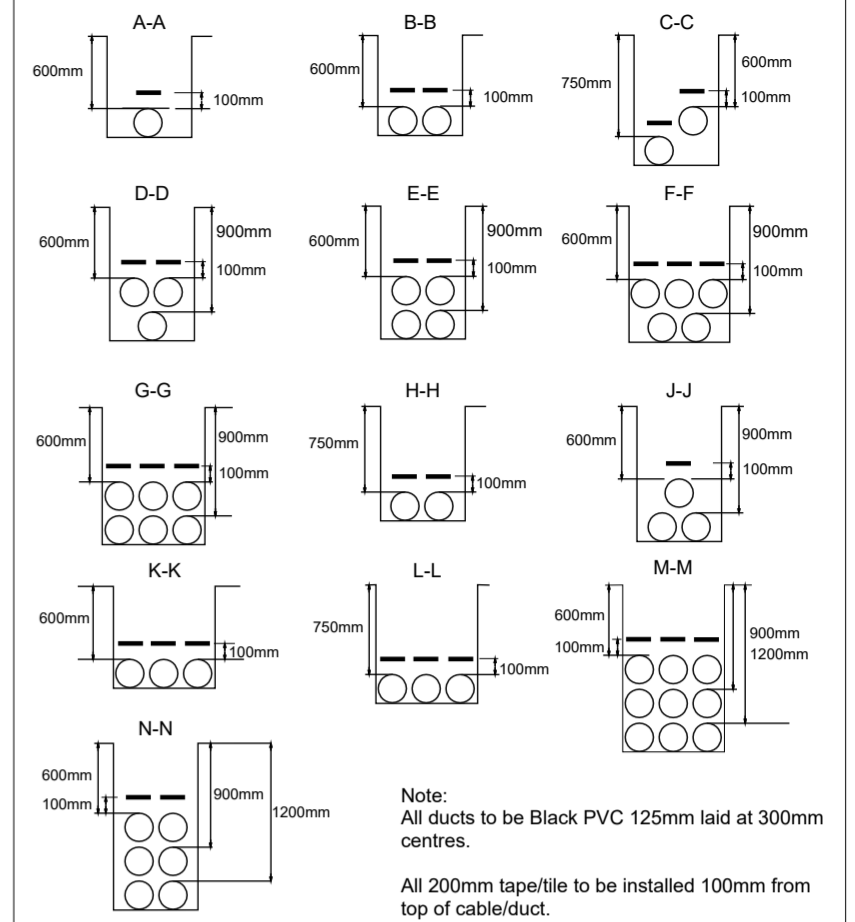 A-A
600mm
100mm
B-B
600mm
100mm
C-C
750mm
600mm
100mm
D-D
600mm
900mm
100mm
E-E
600mm
900mm
100mm
F-F
600mm
900mm
100mm
G-G
600mm
900mm
100mm
H-H
750mm
100mm
J-J
600mm
900mm
100mm
K-K
600mm
100mm
L-L
750mm
100mm
M-M
600mm
100mm
900mm
1200mm
N-N
600mm
100mm
900mm
1200mm
Note:
All ducts to be Black PVC 125mm laid at 300mm
centres.
All 200mm tape/tile to be installed 100mm from
top of cable/duct.